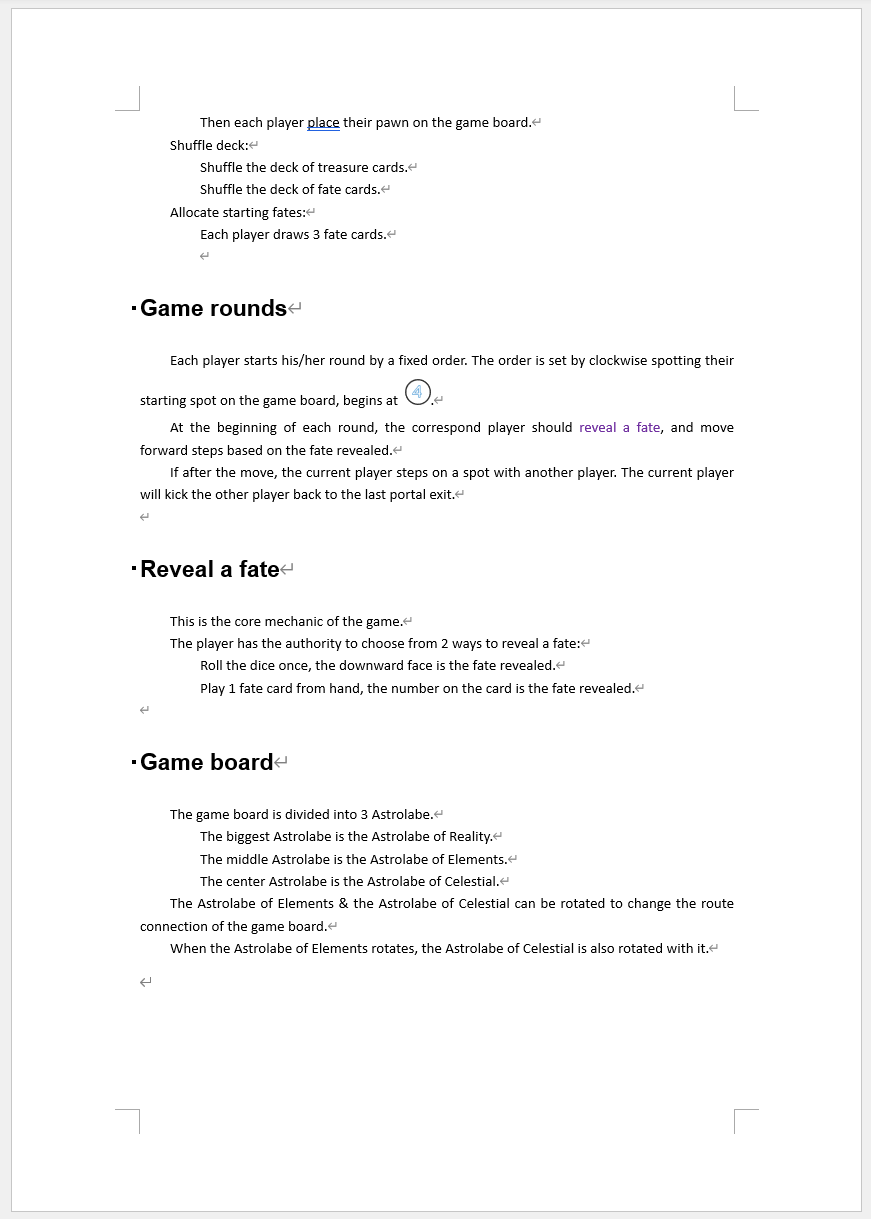 Then each player place their pawn on the game board.
Shuffle deck:
Shuffle the deck of treasure cards.
Shuffle the deck of fate cards.
Allocate starting fates:
Each player draws 3 fate cards.
Game rounds
Each player starts his/her round by a fixed order. The order is set by clockwise spotting their
starting spot on the game board, begins at 4.
At the beginning of each round, the correspond player should reveal a fate, and move
forward steps based on the fate revealed.
If after the move, the current player steps on a spot with another player. The current player
will kick the other player back to the last portal exit.
Reveal a fate
This is the core mechanic of the game.
The player has the authority to choose from 2 ways to reveal a fate:
Roll the dice once, the downward face is the fate revealed.
Play 1 fate card from hand, the number on the card is the fate revealed.
Game board
The game board is divided into 3 Astrolabe.
The biggest Astrolabe is the Astrolabe of Reality.
The middle Astrolabe is the Astrolabe of Elements.
The center Astrolabe is the Astrolabe of Celestial.
The Astrolabe of Elements & the Astrolabe of Celestial can be rotated to change the route
connection of the game board.
When the Astrolabe of Elements rotates, the Astrolabe of Celestial is also rotated with it.